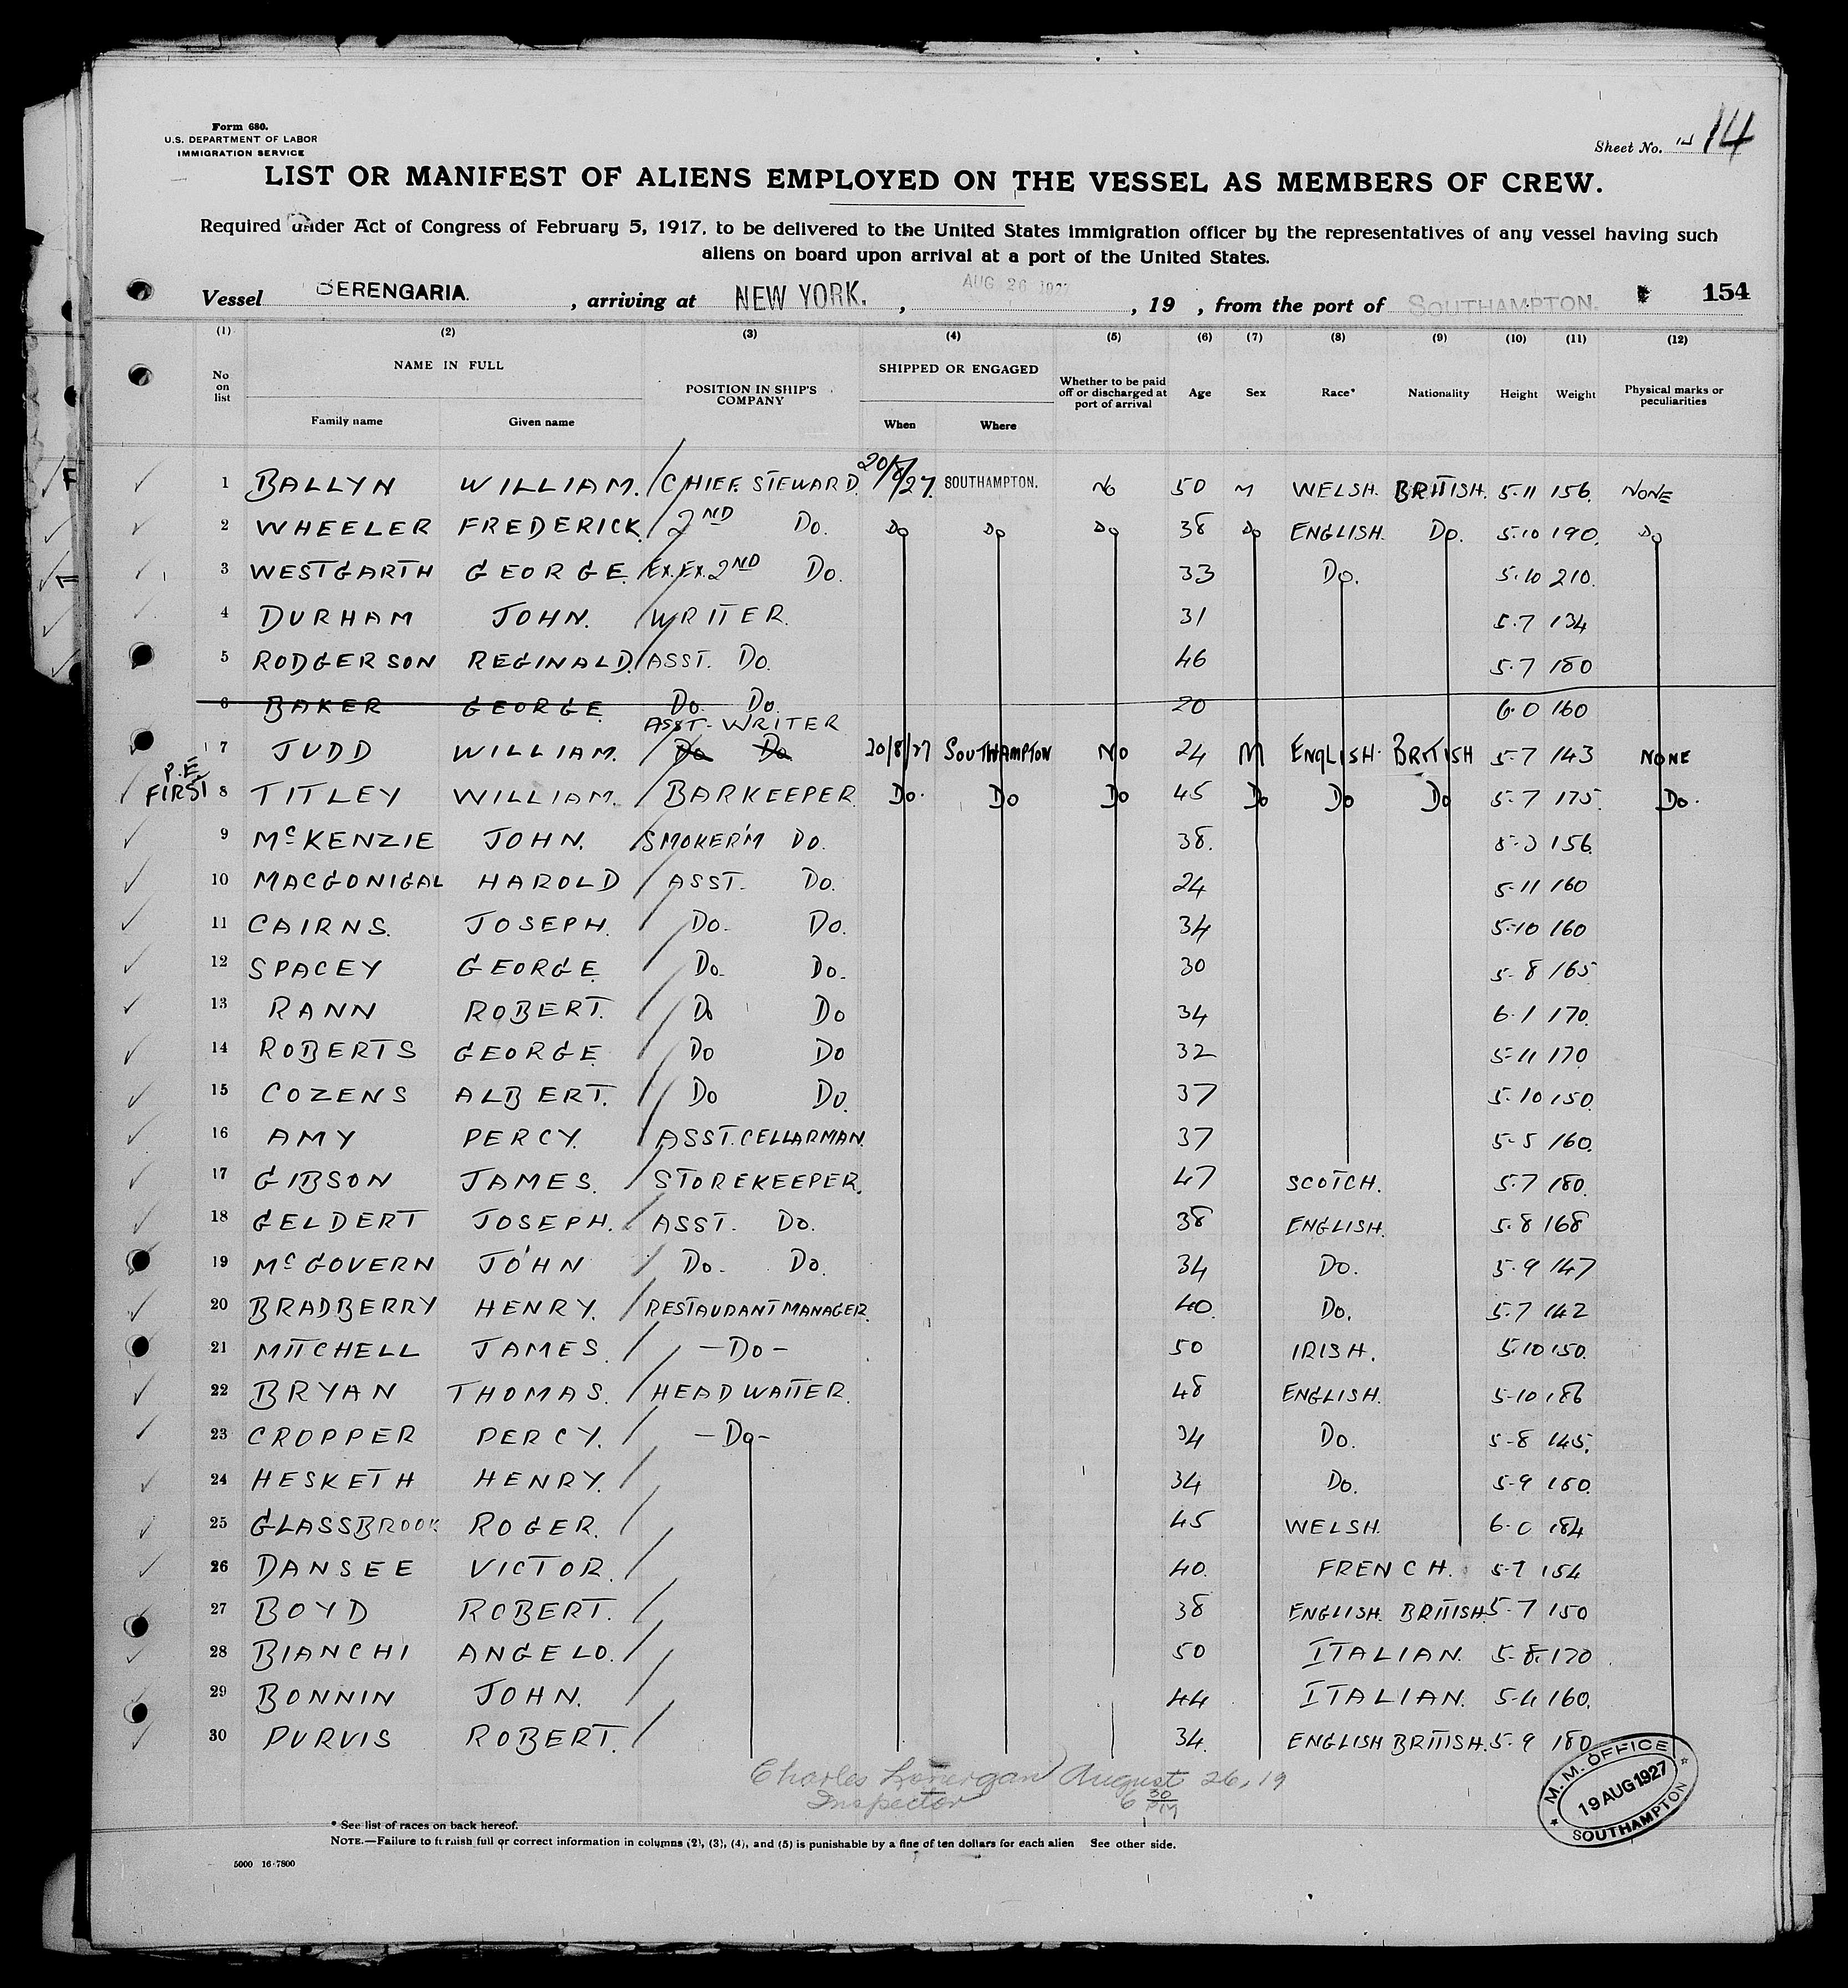 Form 680.
U.S. DEPARTMENT OF LABOR
IMMIGRATION SERVICE
Sheet No. 14 14
LIST OR MANIFEST OF ALIENS EMPLOYED ON THE VESSEL AS MEMBERS OF CREW.
Required under Act of Congress of February 5, 1917, to be delivered to the United States immigration officer by the representatives of any vessel having such
aliens on board upon arrival at a port of the United States.
Vessel BERENGARIA. , arriving at NEW YORK. , AUG 26 1927 , 19 , from the port of SOUTHAMPTON. 154
(1) (2) (3) (4) (5) (6) (7) (8) (9) (10) (11) (12)
No on list NAME IN FULL Family name Given name POSITION IN SHIP'S COMPANY SHIPPED OR ENGAGED When Where Whether to be paid off or discharged at port of arrival Age Sex Race* Nationality Height Weight Physical marks or peculiarities
1 BALLYN WILLIAM. CHIEF STEWARD. 20/8/27. SOUTHAMPTON. No 50 M WELSH. BRITISH. 5-11 156. NONE
2 WHEELER FREDERICK. 2ND Do. Do Do Do 38 Do ENGLISH. Do. 5-10 190. Do
3 WESTGARTH GEORGE. Ex. Ex. 2ND Do. 33 Do. 5-10 210.
4 DURHAM JOHN. WRITER. 31 5-7 134
5 RODGERSON REGINALD. ASST. Do. 46 5-7 180
6 BAKER GEORGE. Do. Do. 20 6-0 160
ASST- WRITER
7 JUDD WILLIAM. Do Do 20/8/27 SOUTHAMPTON No 24 M ENGLISH. BRITISH 5-7 143 NONE
P.E. FIRST 8 TITLEY WILLIAM. BARKEEPER. Do. Do Do 45 Do Do Do 5-7 175. Do.
9 McKENZIE JOHN. SMOKER'M Do. 38. 156.
10 MACGONIGAL HAROLD ASST. Do. 24 5-11 160
11 CAIRNS. JOSEPH. Do. Do. 34 5-10 160
12 SPACEY GEORGE. Do. Do. 30 5-8 165
13 RANN ROBERT. Do Do 34 6-1 170.
14 ROBERTS GEORGE. Do Do 32 5-11 170
15 COZENS ALBERT. Do Do. 37 5-10 150.
16 AMY PERCY. ASST. CELLARMAN. 37 5-5 160.
17 GIBSON JAMES. STOREKEEPER. 47 SCOTCH. 5-7 180.
18 GELDERT JOSEPH. ASST. Do. 38 ENGLISH. 5-8 168
19 McGOVERN JOHN Do. Do. 34 Do. 5-9 147
20 BRADBERRY HENRY. RESTAURANT MANAGER. 40. Do. 5-7 142
21 MITCHELL JAMES. -Do- 50 IRISH. 5-10 150.
22 BRYAN THOMAS. HEAD WAITER. 48 ENGLISH. 5-10 186
23 CROPPER PERCY. -Do- 34 Do. 5-8 145.
24 HESKETH HENRY. 34 Do. 5-9 150.
25 GLASSBROOK ROGER. 45 WELSH. 6-0 184
26 DANSEE VICTOR. 40. FRENCH. 5-7 154
27 BOYD ROBERT. 38 ENGLISH. BRITISH. 5-7 150
28 BIANCHI ANGELO. 50 ITALIAN. 5-8. 170
29 BONNIN JOHN. 44 ITALIAN. 5-4 160.
30 PURVIS ROBERT. 34. ENGLISH BRITISH. 5-9 180
Charles Lonergan August 26, 19
Inspector 6 30 PM
M. M. OFFICE
19 AUG 1927
SOUTHAMPTON
* See list of races on back hereof.
NOTE.—Failure to furnish full or correct information in columns (2), (3), (4), and (5) is punishable by a fine of ten dollars for each alien See other side.
5000 16-7800